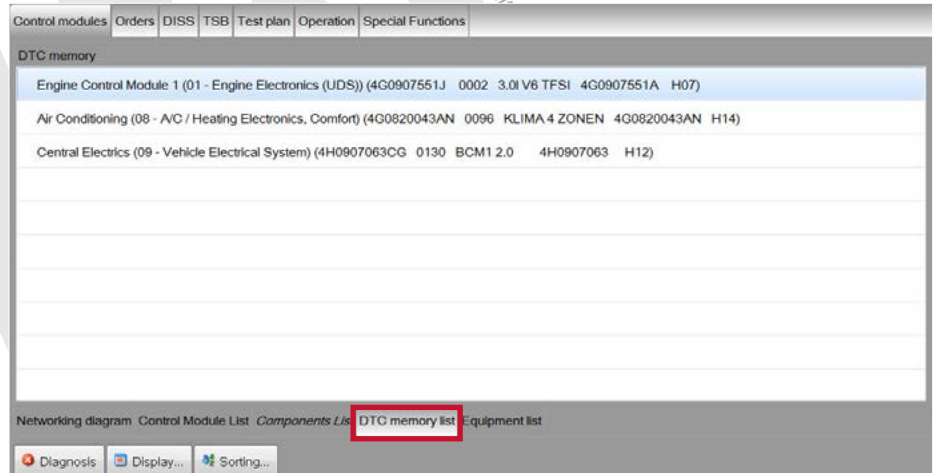 Control modules Orders DISS TSB Test plan Operation Special Functions
DTC memory
Engine Control Module 1 (01 - Engine Electronics (UDS)) (4G0907551J 0002 3.0l V6 TFSI 4G0907551A H07)
Air Conditioning (08 - A/C / Heating Electronics, Comfort) (4G0820043AN 0096 KLIMA 4 ZONEN 4G0820043AN H14)
Central Electrics (09 - Vehicle Electrical System) (4H0907063CG 0130 BCM1 2.0 4H0907063 H12)
Networking diagram Control Module List Components Lis DTC memory list Equipment list
Diagnosis Display... Sorting...